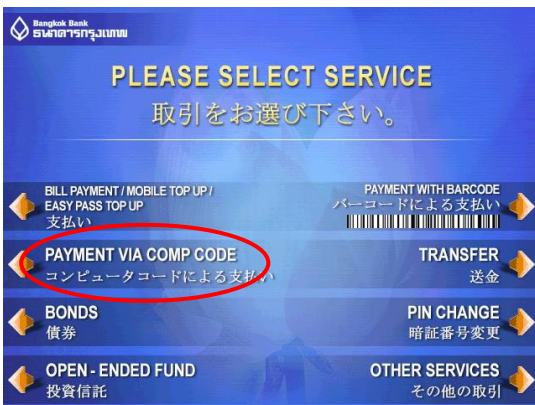 Bangkok Bank
ธนาคารกรุงเทพ
PLEASE SELECT SERVICE
取引をお選び下さい。
BILL PAYMENT / MOBILE TOP UP /
EASY PASS TOP UP
支払い
PAYMENT WITH BARCODE
バーコードによる支払い
PAYMENT VIA COMP CODE
コンピュータコードによる支払い
TRANSFER
送金
BONDS
債券
PIN CHANGE
暗証番号変更
OPEN - ENDED FUND
投資信託
OTHER SERVICES
その他の取引